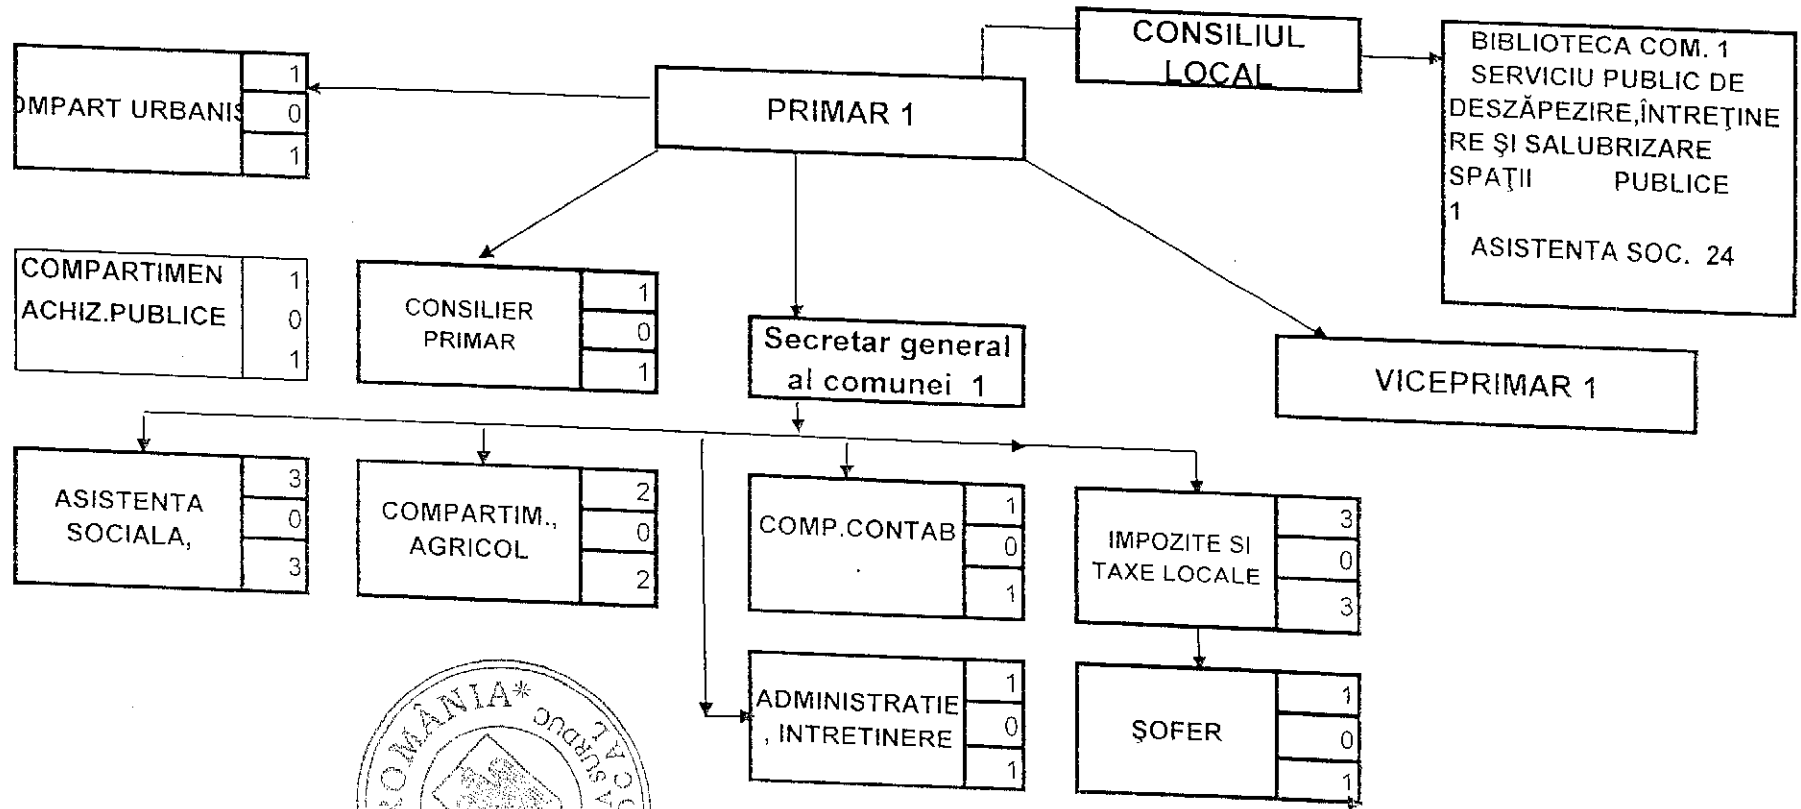 CONSILIUL
LOCAL
BIBLIOTECA COM. 1
SERVICIU PUBLIC DE
DESZĂPEZIRE,ÎNTREŢINE
RE ŞI SALUBRIZARE
SPAŢII PUBLICE
1
ASISTENTA SOC. 24
PRIMAR 1
OMPART URBANIS
1
0
1
COMPARTIMEN
ACHIZ.PUBLICE
1
0
1
CONSILIER
PRIMAR
1
0
1
Secretar general
al comunei 1
VICEPRIMAR 1
ASISTENTA
SOCIALA,
3
0
3
COMPARTIM.,
AGRICOL
2
0
2
COMP.CONTAB
.
1
0
1
IMPOZITE SI
TAXE LOCALE
3
0
3
ADMINISTRATIE
, INTRETINERE
1
0
1
ŞOFER
1
0
1
ROMÂNIA*
SURDUC